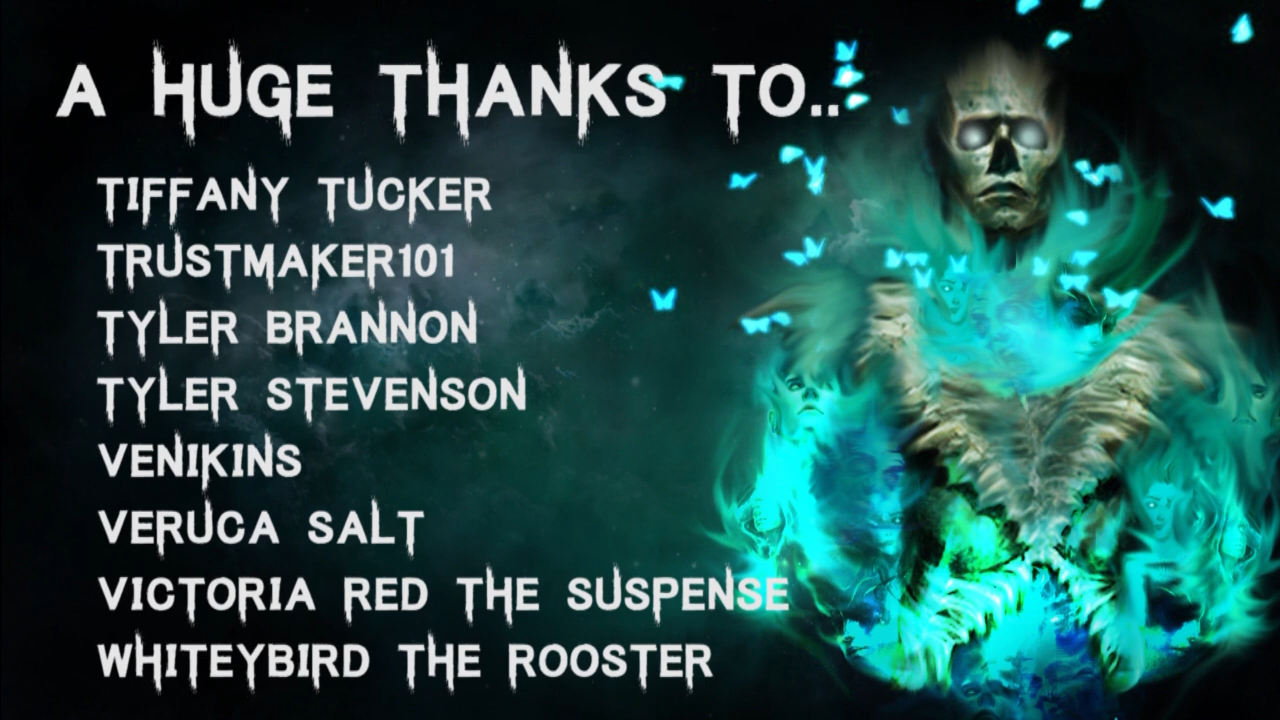 A HUGE THANKS TO..
TIFFANY TUCKER
TRUSTMAKER101
TYLER BRANNON
TYLER STEVENSON
VENIKINS
VERUCA SALT
VICTORIA RED THE SUSPENSE
WHITEYBIRD THE ROOSTER